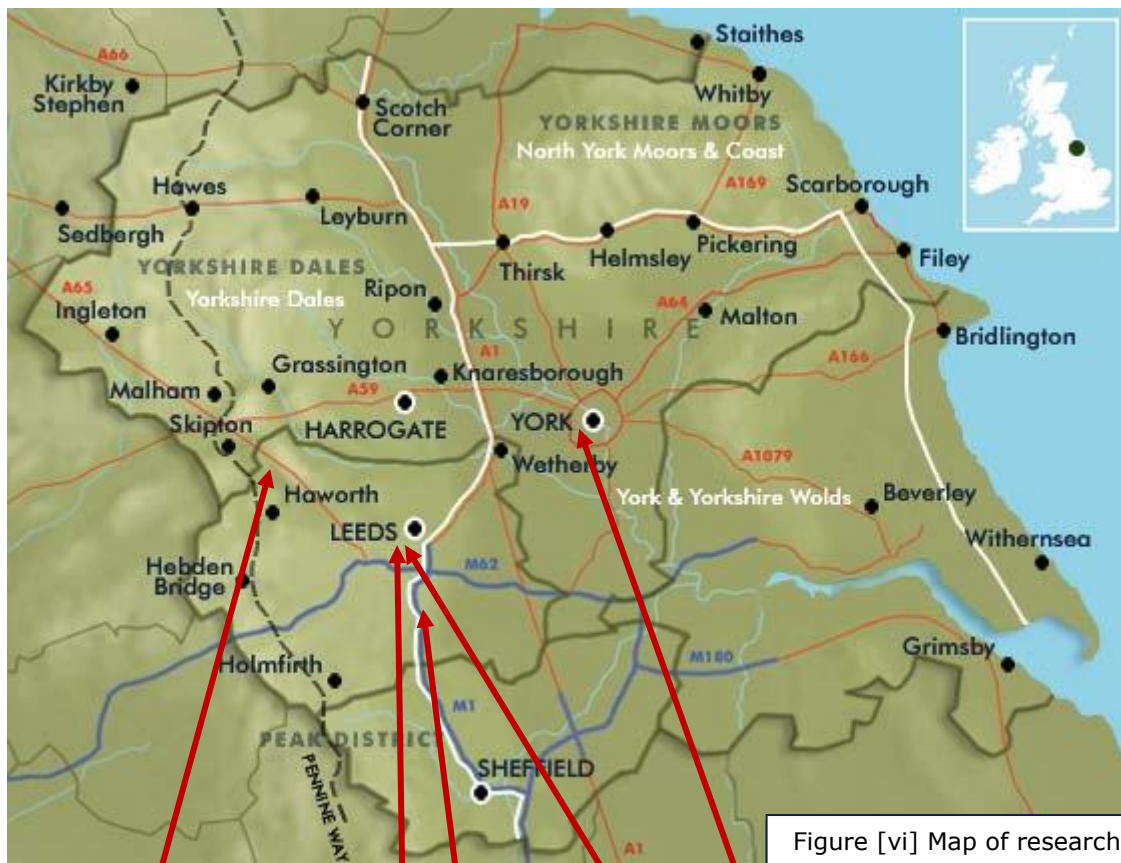 A66
Kirkby
Stephen
Staithes
Whitby
Scotch
Corner
YORKSHIRE MOORS
North York Moors & Coast
A169
Scarborough
Hawes
Leyburn
A19
Sedbergh
Thirsk
Helmsley
Pickering
Filey
YORKSHIRE DALES
Yorkshire Dales
A65
Ingleton
Ripon
A64
Malton
YORKSHIRE
Bridlington
A1
A166
Grassington
Knaresborough
Malham
A59
HARROGATE
YORK
Skipton
Wetherby
A1079
York & Yorkshire Wolds
Beverley
Haworth
LEEDS
Withernsea
Hebden
Bridge
M62
Holmfirth
M180
Grimsby
M1
PEAK DISTRICT
SHEFFIELD
PENNINE WAY
A1
Figure [vi] Map of research